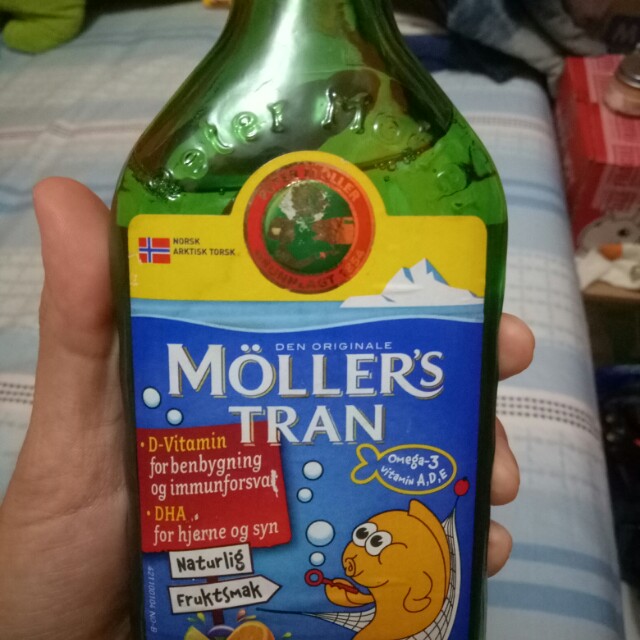 PETER MÖLLER
NORSK
ARKTISK TORSK
DEN ORIGINALE
MÖLLER'S
TRAN
• D-Vitamin
for benbygning
og immunforsvar
• DHA
for hjerne og syn
Omega-3
vitamin A,D,E
Naturlig
Fruktsmak